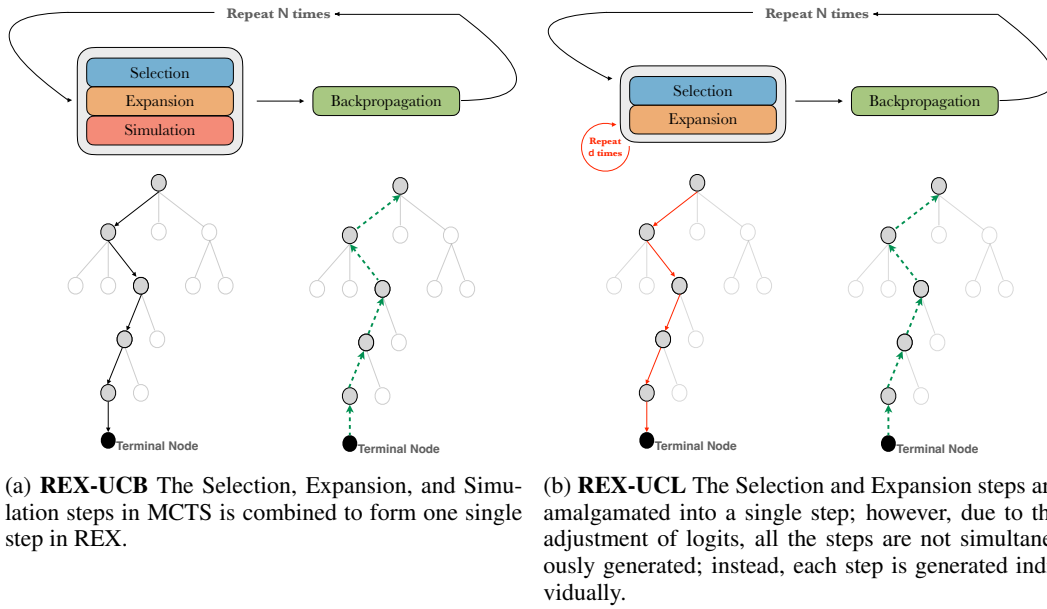 Repeat N times
Selection
Expansion
Simulation
Backpropagation
Terminal Node
Terminal Node
(a) REX-UCB The Selection, Expansion, and Simu-
lation steps in MCTS is combined to form one single
step in REX.
Repeat N times
Selection
Expansion
Repeat
d times
Backpropagation
Terminal Node
Terminal Node
(b) REX-UCL The Selection and Expansion steps ar
amalgamated into a single step; however, due to th
adjustment of logits, all the steps are not simultane
ously generated; instead, each step is generated indi
vidually.